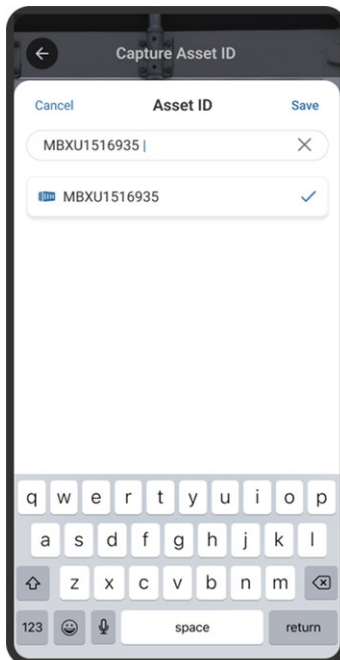 Capture Asset ID
Cancel Asset ID Save
MBXU1516935
MBXU1516935
q w e r t y u i o p
a s d f g h j k l
z x c v b n m
123 space return